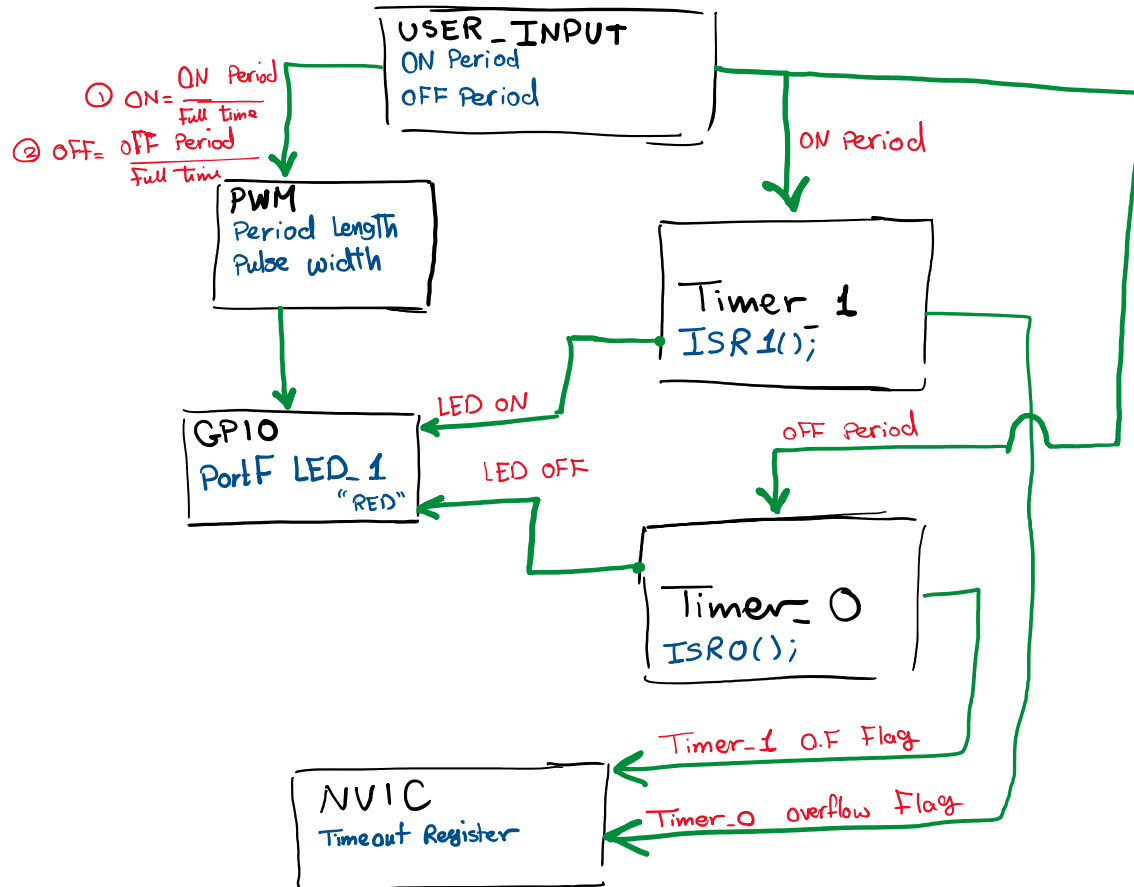 USER_INPUT
ON Period
OFF Period
① ON= ON Period
Full time
② OFF= OFF Period
Full time
ON Period
PWM
Period Length
Pulse width
Timer_1
ISR1();
LED ON
OFF Period
GPIO
PortF LED_1
"RED"
LED OFF
Timer_0
ISR0();
Timer_1 O.F Flag
NVIC
Timeout Register
Timer_0 overflow Flag